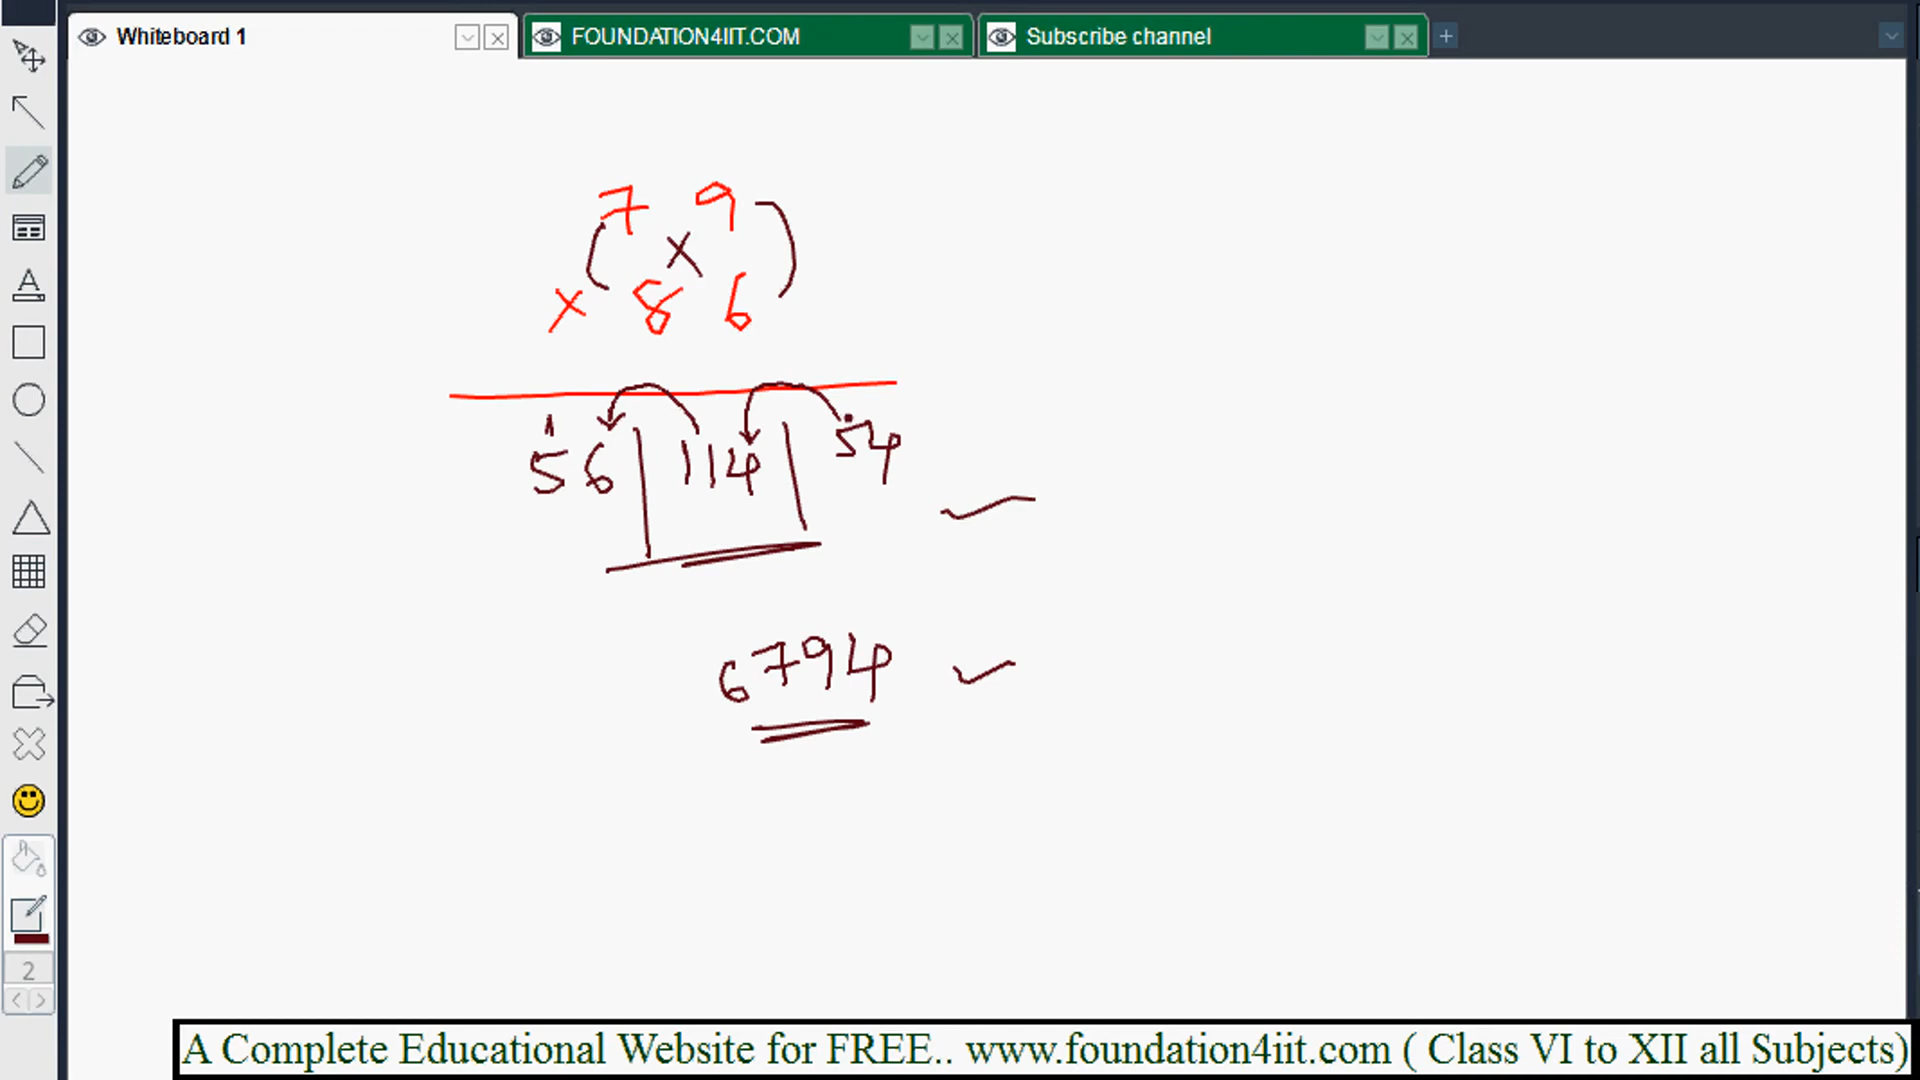 Whiteboard 1
FOUNDATION4IIT.COM
Subscribe channel
7 9
×
× 8 6
56 | 114 | 54
6794
2
A Complete Educational Website for FREE.. www.foundation4iit.com ( Class VI to XII all Subjects)